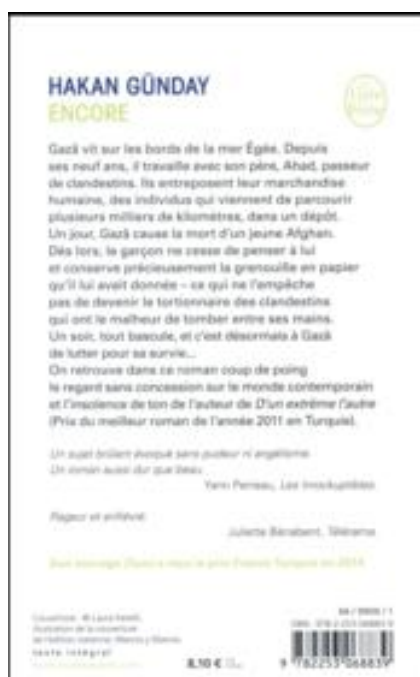 HAKAN GÜNDAY
ENCORE
Gazâ vit sur les bords de la mer Égée. Depuis
ses neuf ans, il travaille avec son père, Ahad, passeur
de clandestins. Ils entreposent leur marchandise
humaine, des individus qui viennent de parcourir
plusieurs milliers de kilomètres, dans un dépôt.
Un jour, Gazâ cause la mort d'un jeune Afghan.
Dès lors, le garçon ne cesse de penser à lui
et conserve précieusement la grenouille en papier
qu'il lui avait donnée – ce qui ne l'empêche
pas de devenir le tortionnaire des clandestins
qui ont le malheur de tomber entre ses mains.
Un soir, tout bascule, et c'est désormais à Gazâ
de lutter pour sa survie...
On retrouve dans ce roman coup de poing
le regard sans concession sur le monde contemporain
et l'insolence de ton de l'auteur de D'un extrême l'autre
(Prix du meilleur roman de l'année 2011 en Turquie).
Un sujet brûlant évoqué sans pudeur ni angélisme.
Un roman aussi dur que beau.
Yann Perreau, Les Inrockuptibles
Rageur et enfiévré.
Juliette Bénabent, Télérama
Couverture :
texte intégral
8,10 €
9 782253 068839